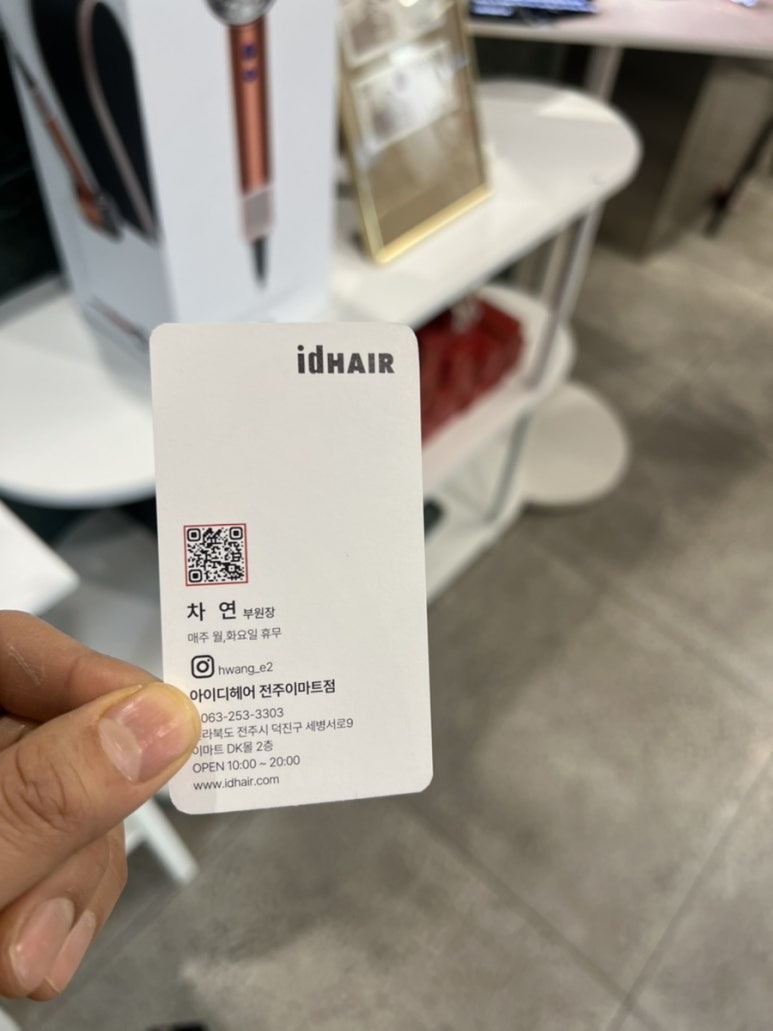 idHAIR
차 연 부원장
매주 월,화요일 휴무
hwang_e2
아이디헤어 전주이마트점
063-253-3303
라북도 전주시 덕진구 세병서로9
이마트 DK몰 2층
OPEN 10:00 ~ 20:00
www.idhair.com